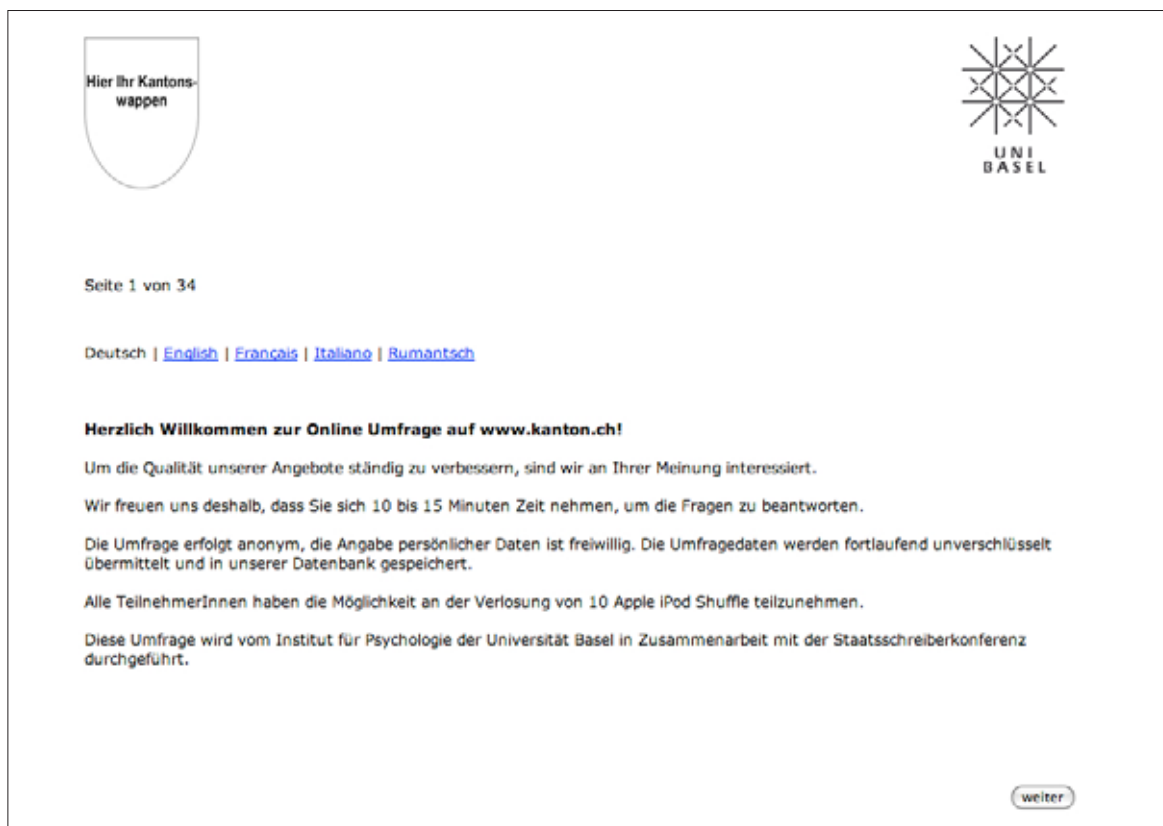 Hier Ihr Kantons-
wappen
UNI
BASEL
Seite 1 von 34
Deutsch | English | Français | Italiano | Rumantsch
Herzlich Willkommen zur Online Umfrage auf www.kanton.ch!
Um die Qualität unserer Angebote ständig zu verbessern, sind wir an Ihrer Meinung interessiert.
Wir freuen uns deshalb, dass Sie sich 10 bis 15 Minuten Zeit nehmen, um die Fragen zu beantworten.
Die Umfrage erfolgt anonym, die Angabe persönlicher Daten ist freiwillig. Die Umfragedaten werden fortlaufend unverschlüsselt
übermittelt und in unserer Datenbank gespeichert.
Alle TeilnehmerInnen haben die Möglichkeit an der Verlosung von 10 Apple iPod Shuffle teilzunehmen.
Diese Umfrage wird vom Institut für Psychologie der Universität Basel in Zusammenarbeit mit der Staatsschreiberkonferenz
durchgeführt.
weiter